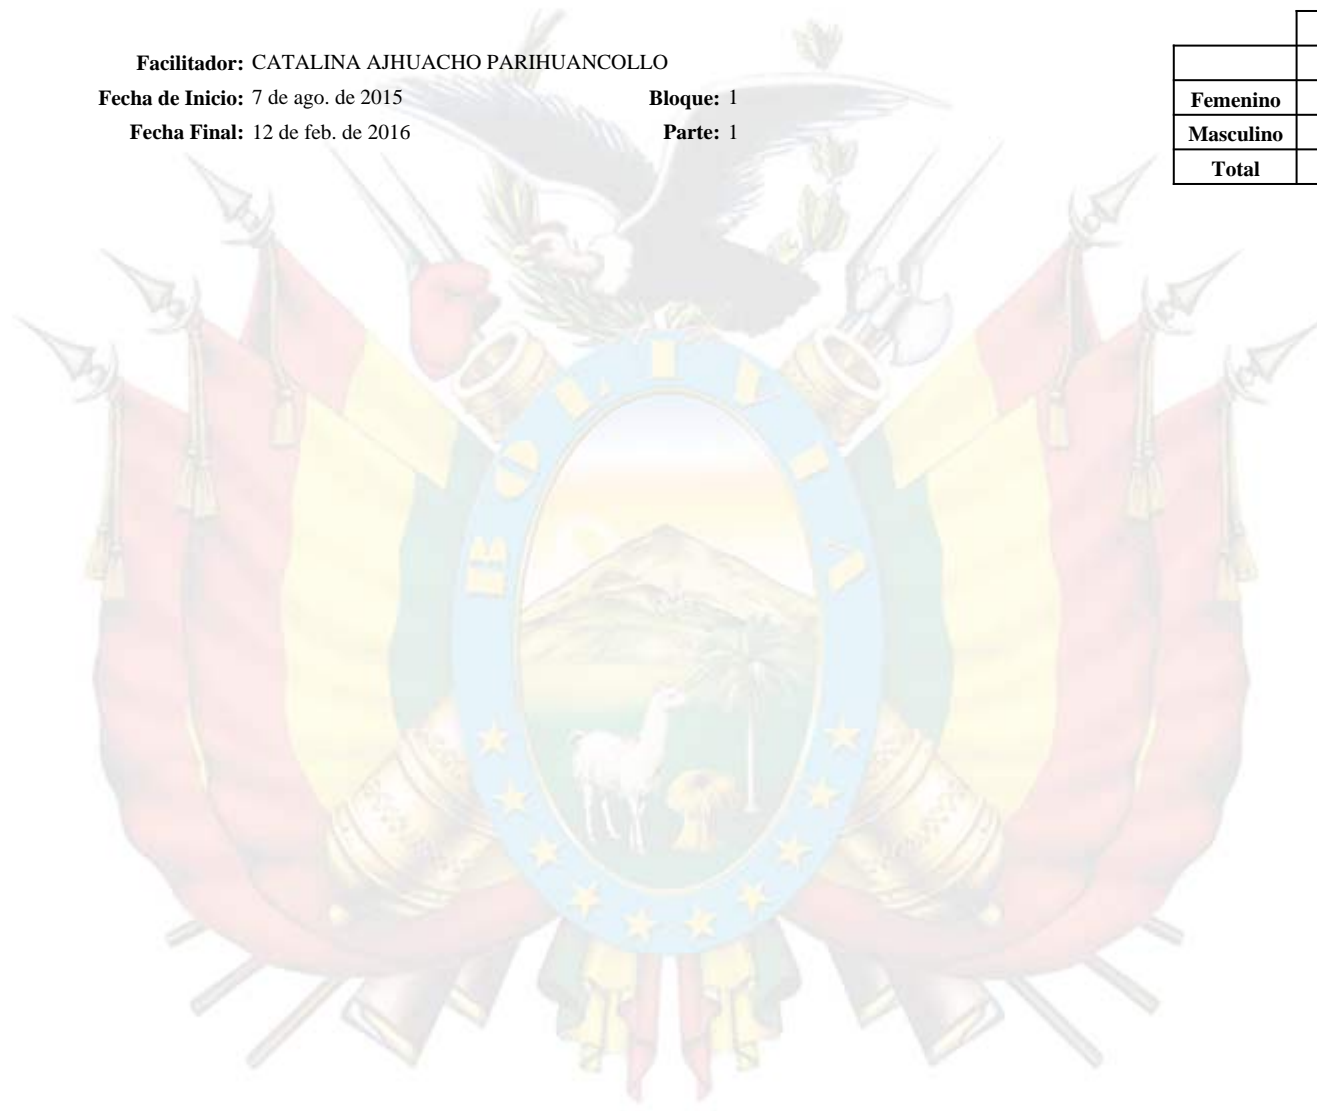 Facilitador: CATALINA AJHUACHO PARIHUANCOLLO
Fecha de Inicio: 7 de ago. de 2015 Bloque: 1
Fecha Final: 12 de feb. de 2016 Parte: 1
Femenino
Masculino
Total
BOLIVIA